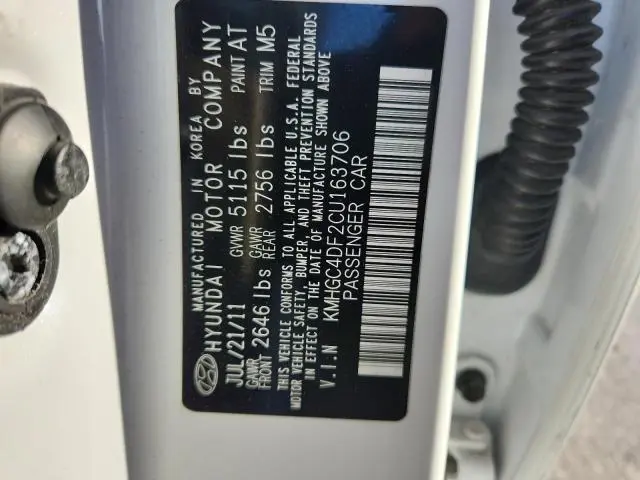 MANUFACTURED IN KOREA BY
HYUNDAI MOTOR COMPANY
JUL/21/11 GVWR 5115 lbs PAINT AT
GAWR FRONT 2646 lbs GAWR REAR 2756 lbs TRIM M5
THIS VEHICLE CONFORMS TO ALL APPLICABLE U.S.A. FEDERAL
MOTOR VEHICLE SAFETY, BUMPER, AND THEFT PREVENTION STANDARDS
IN EFFECT ON THE DATE OF MANUFACTURE SHOWN ABOVE
V.I.N KMHGC4DF2CU163706
PASSENGER CAR